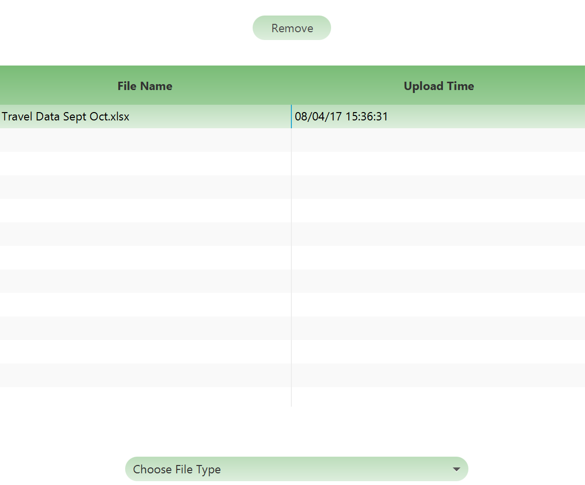 Remove
File Name Upload Time
Travel Data Sept Oct.xlsx 08/04/17 15:36:31
Choose File Type